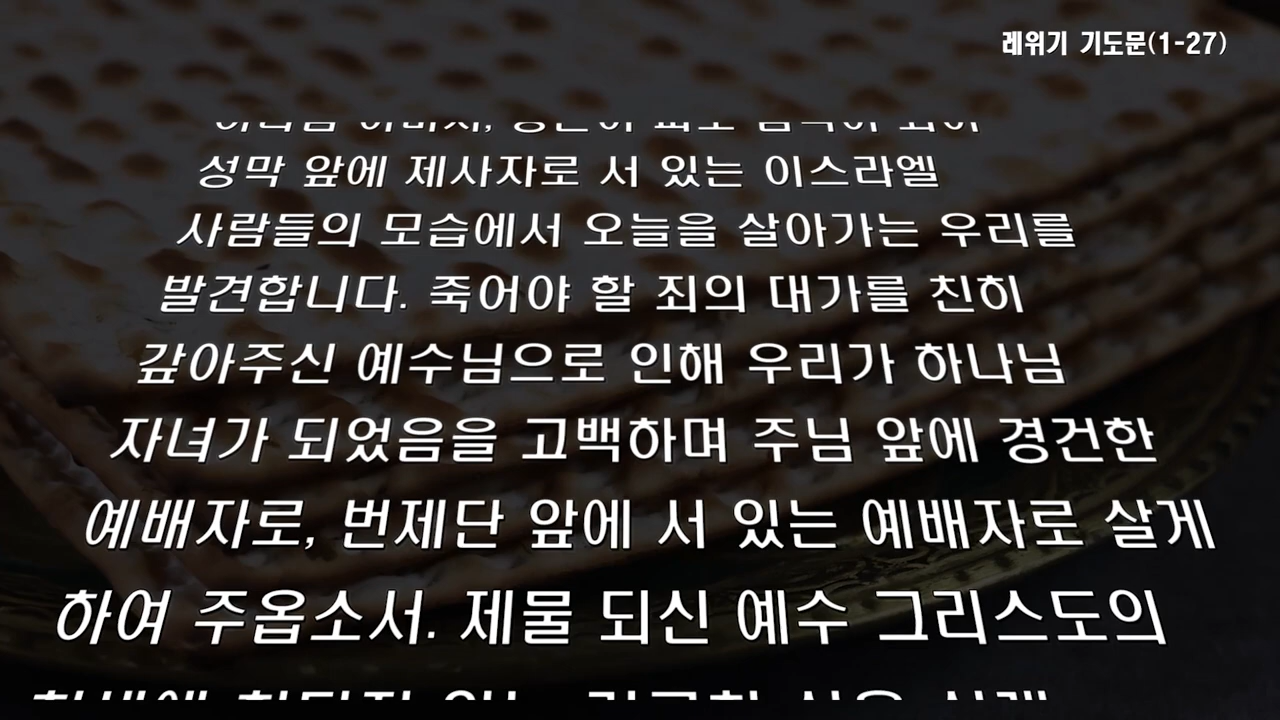 레위기 기도문(1-27)
성막 앞에 제사자로 서 있는 이스라엘
사람들의 모습에서 오늘을 살아가는 우리를
발견합니다. 죽어야 할 죄의 대가를 친히
갚아주신 예수님으로 인해 우리가 하나님
자녀가 되었음을 고백하며 주님 앞에 경건한
예배자로, 번제단 앞에 서 있는 예배자로 살게
하여 주옵소서. 제물 되신 예수 그리스도의